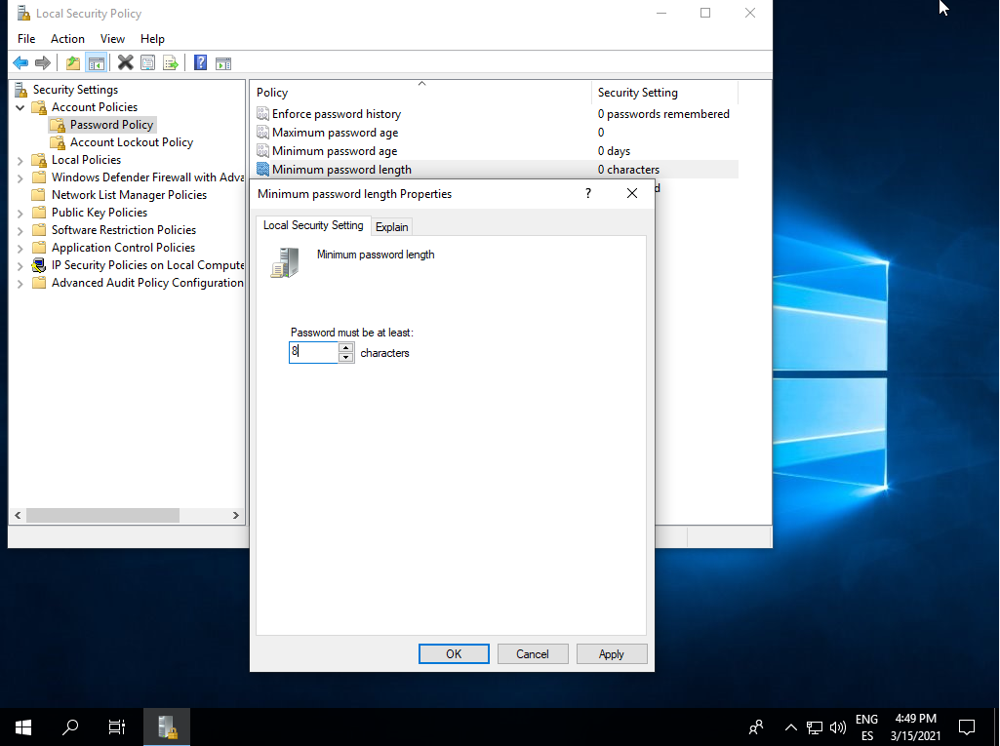 Local Security Policy
File Action View Help
Security Settings
Account Policies
Password Policy
Account Lockout Policy
Local Policies
Windows Defender Firewall with Adva
Network List Manager Policies
Public Key Policies
Software Restriction Policies
Application Control Policies
IP Security Policies on Local Compute
Advanced Audit Policy Configuration
Policy Security Setting
Enforce password history 0 passwords remembered
Maximum password age 0
Minimum password age 0 days
Minimum password length 0 characters
Minimum password length Properties
Local Security Setting Explain
Minimum password length
Password must be at least:
8 characters
OK Cancel Apply
ENG 4:49 PM
ES 3/15/2021